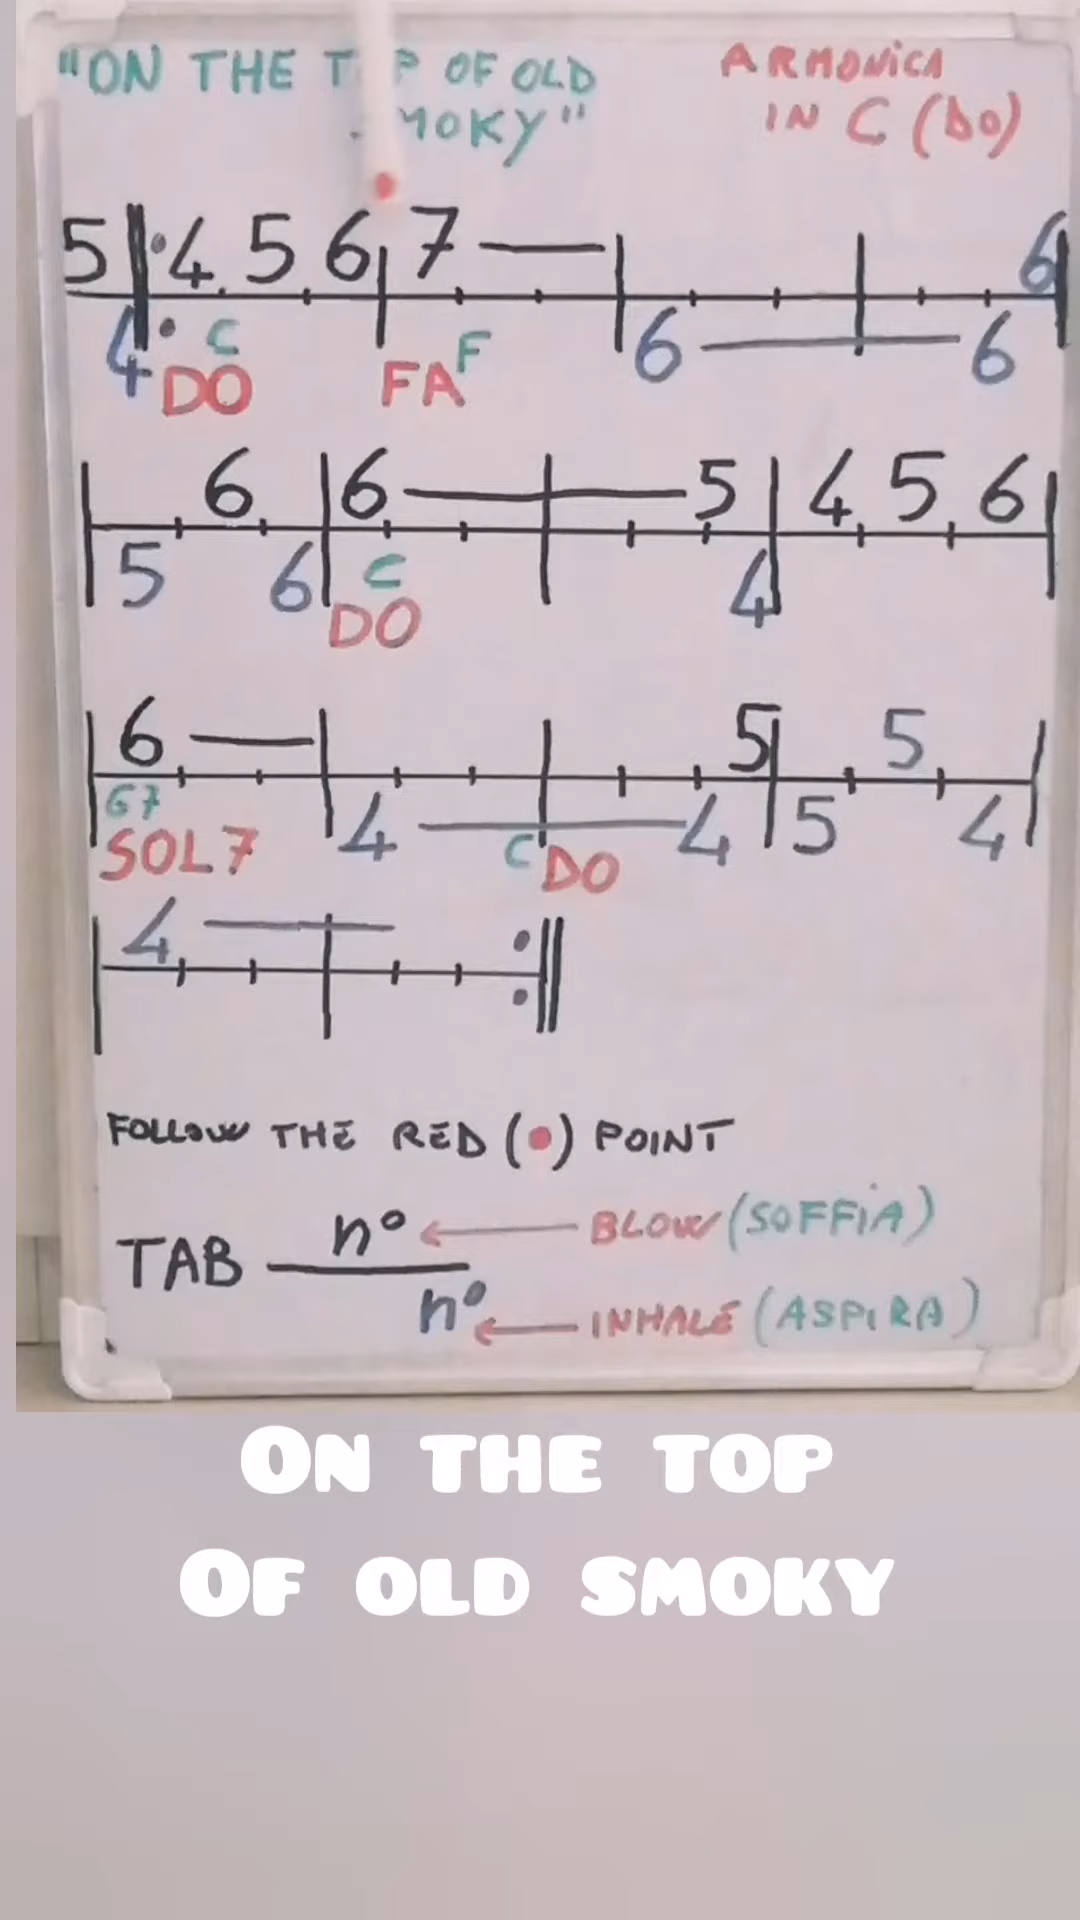 "ON THE T P OF OLD
MOKY"
ARMONICA
IN C (DO)
5 4 5 6 7 6
4 C F 6 6
DO FA
6 6 5 4 5 6
5 6 C 4
DO
6 5 5
G7 4 4 5 4
SOL7 C DO
4
FOLLOW THE RED (•) POINT
TAB nº ← BLOW (SOFFIA)
nº ← INHALE (ASPIRA)
ON THE TOP
OF OLD SMOKY